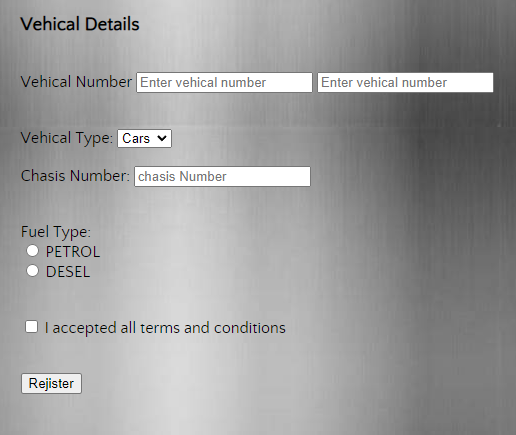 Vehical Details
Vehical Number Enter vehical number Enter vehical number
Vehical Type: Cars
Chasis Number: chasis Number
Fuel Type:
PETROL
DESEL
I accepted all terms and conditions
Rejister